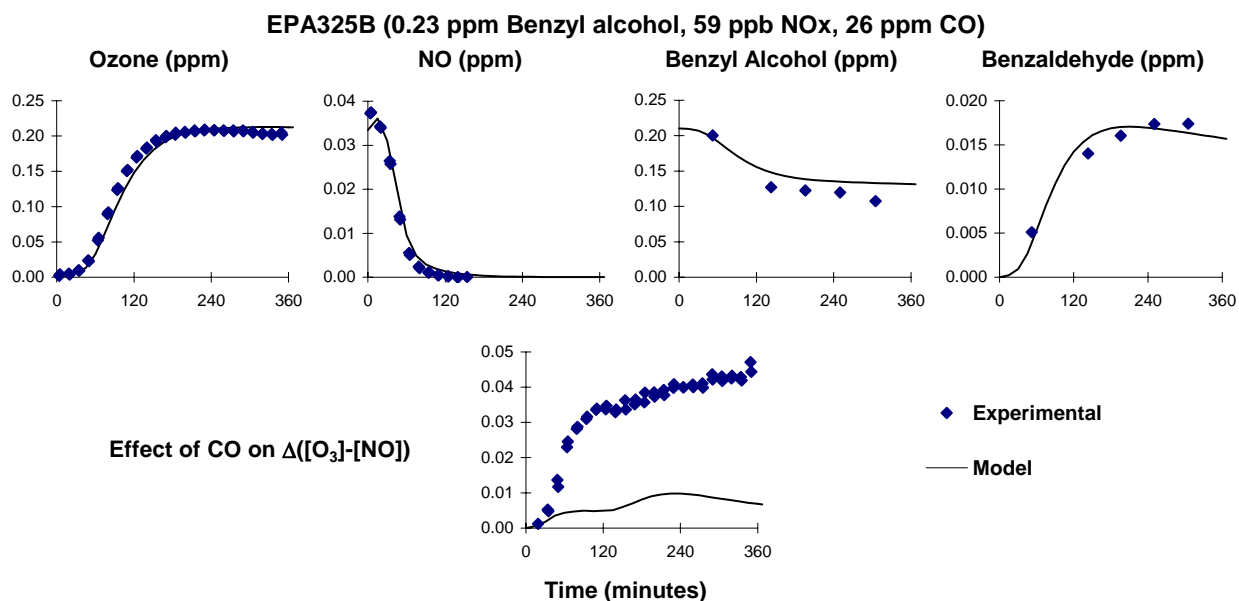 EPA325B (0.23 ppm Benzyl alcohol, 59 ppb NOx, 26 ppm CO)
Ozone (ppm)
NO (ppm)
Benzyl Alcohol (ppm)
Benzaldehyde (ppm)
0.25
0.20
0.15
0.10
0.05
0.00
0 120 240 360
0.04
0.03
0.02
0.01
0.00
0 120 240 360
0.25
0.20
0.15
0.10
0.05
0.00
0 120 240 360
0.020
0.015
0.010
0.005
0.000
0 120 240 360
Effect of CO on Δ([O₃]-[NO])
0.05
0.04
0.03
0.02
0.01
0.00
0 120 240 360
Time (minutes)
Experimental
Model